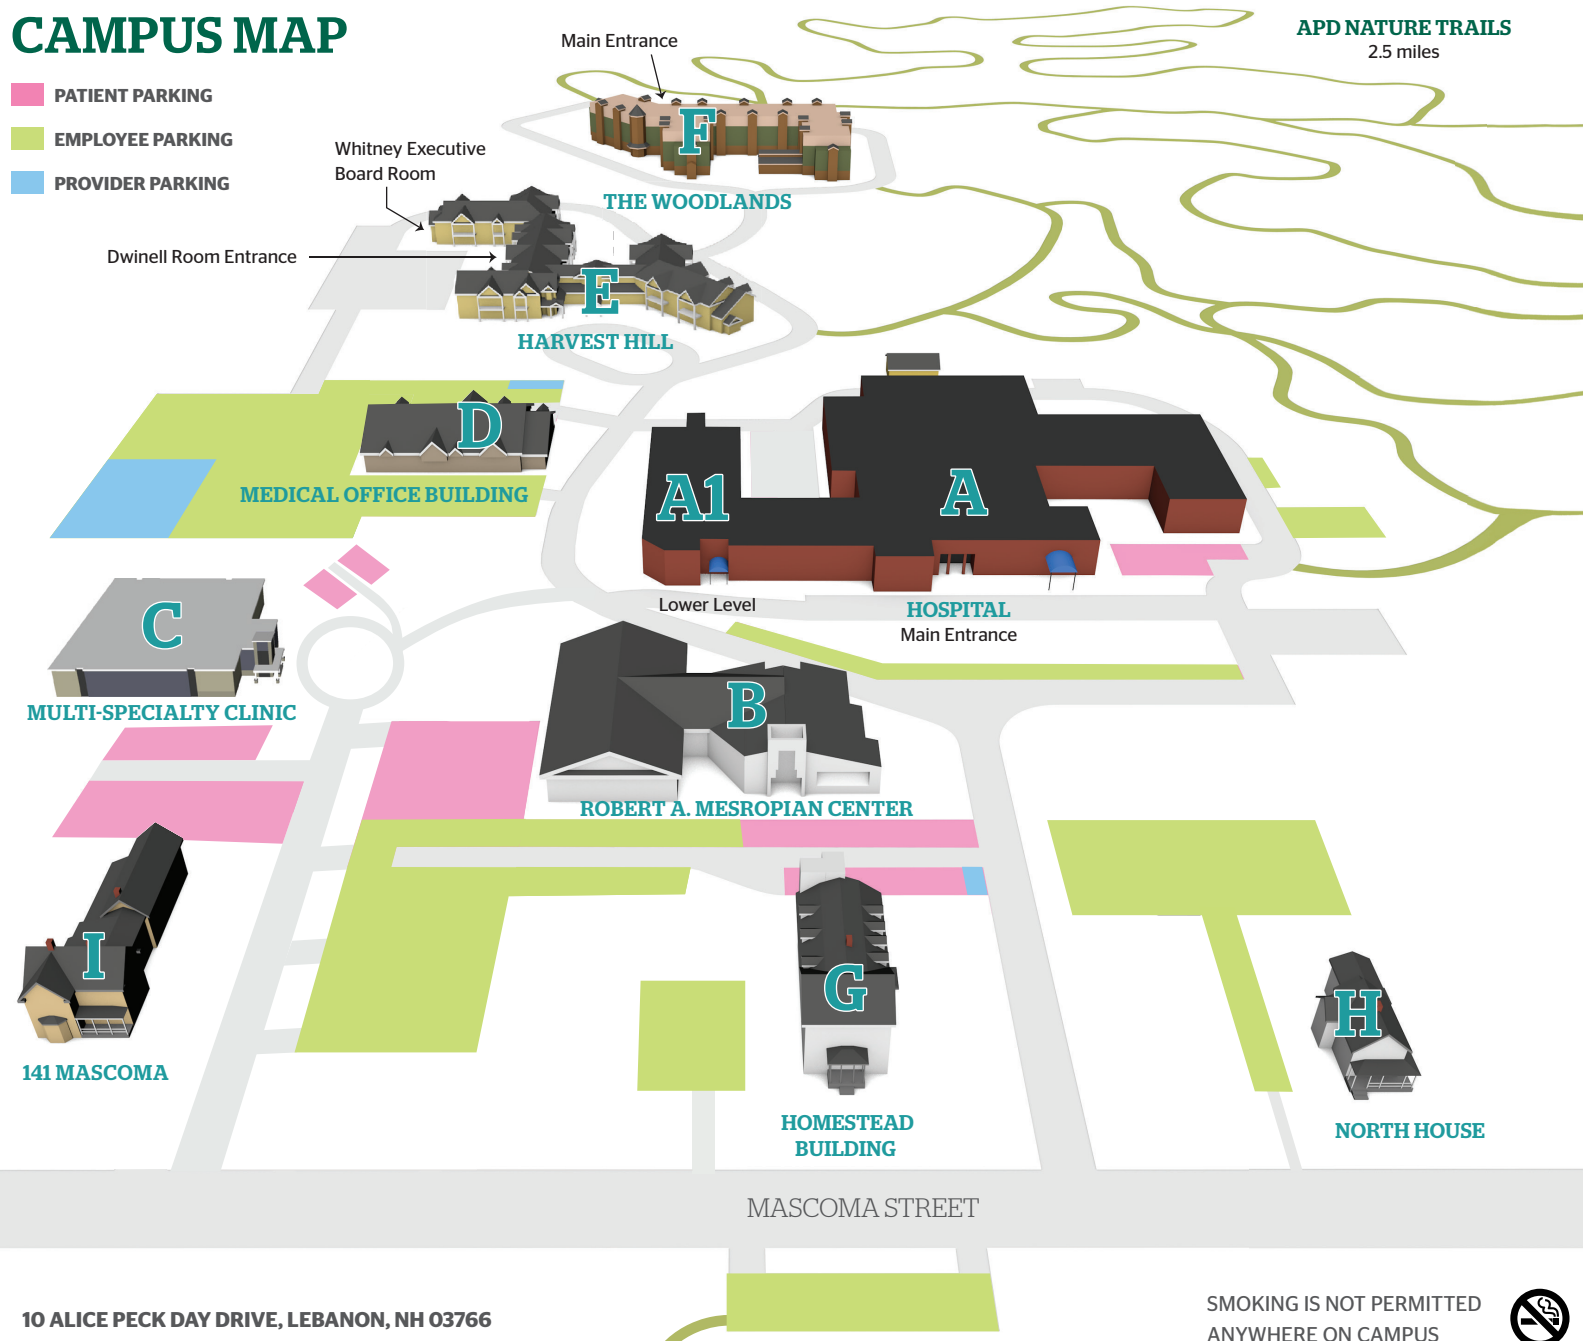 CAMPUS MAP
PATIENT PARKING
EMPLOYEE PARKING
PROVIDER PARKING
Main Entrance
APD NATURE TRAILS
2.5 miles
Whitney Executive
Board Room
F
THE WOODLANDS
Dwinell Room Entrance
E
HARVEST HILL
D
MEDICAL OFFICE BUILDING
A1
A
Lower Level
HOSPITAL
Main Entrance
C
MULTI-SPECIALTY CLINIC
B
ROBERT A. MESROPIAN CENTER
I
141 MASCOMA
G
HOMESTEAD
BUILDING
H
NORTH HOUSE
MASCOMA STREET
10 ALICE PECK DAY DRIVE, LEBANON, NH 03766
SMOKING IS NOT PERMITTED
ANYWHERE ON CAMPUS